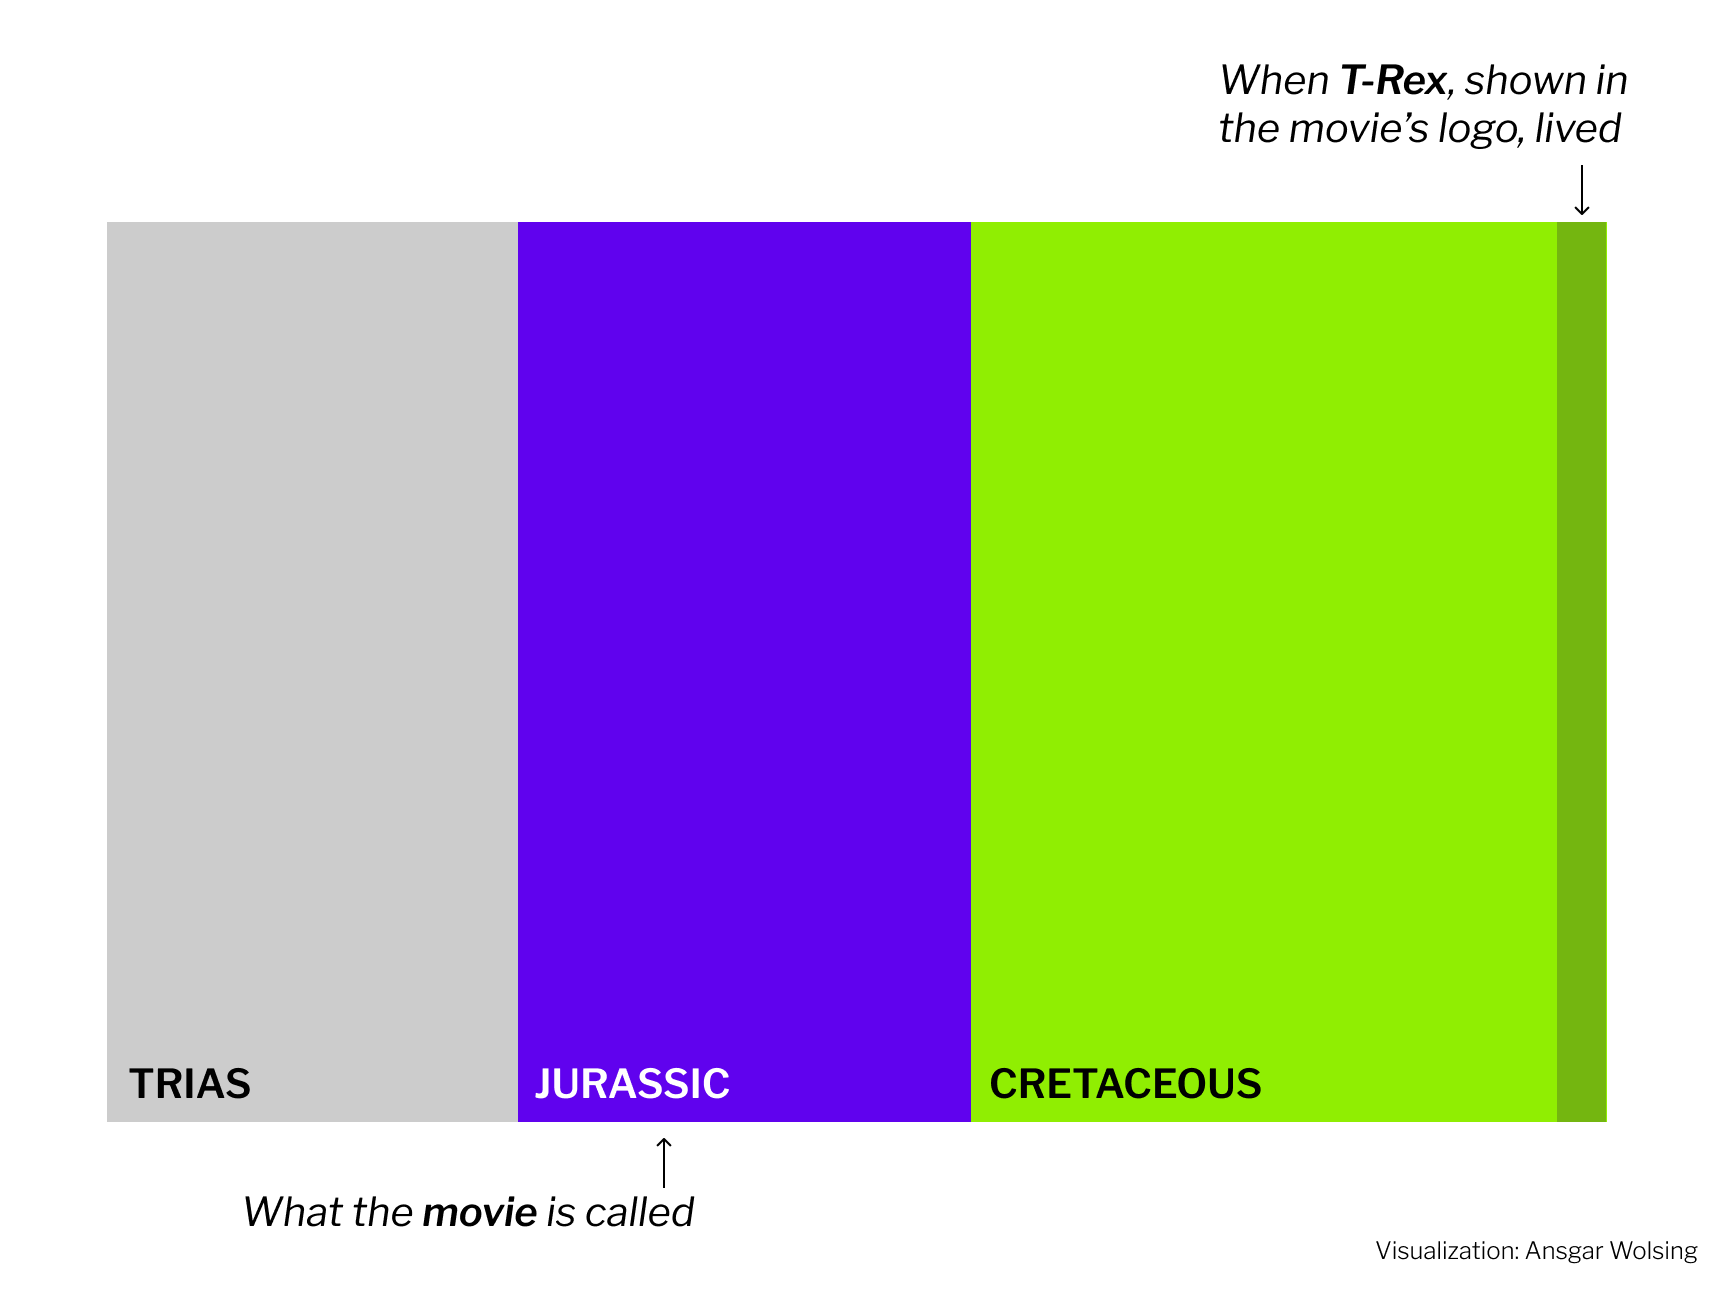 When T-Rex, shown in
the movie’s logo, lived
TRIAS
JURASSIC
CRETACEOUS
What the movie is called
Visualization: Ansgar Wolsing